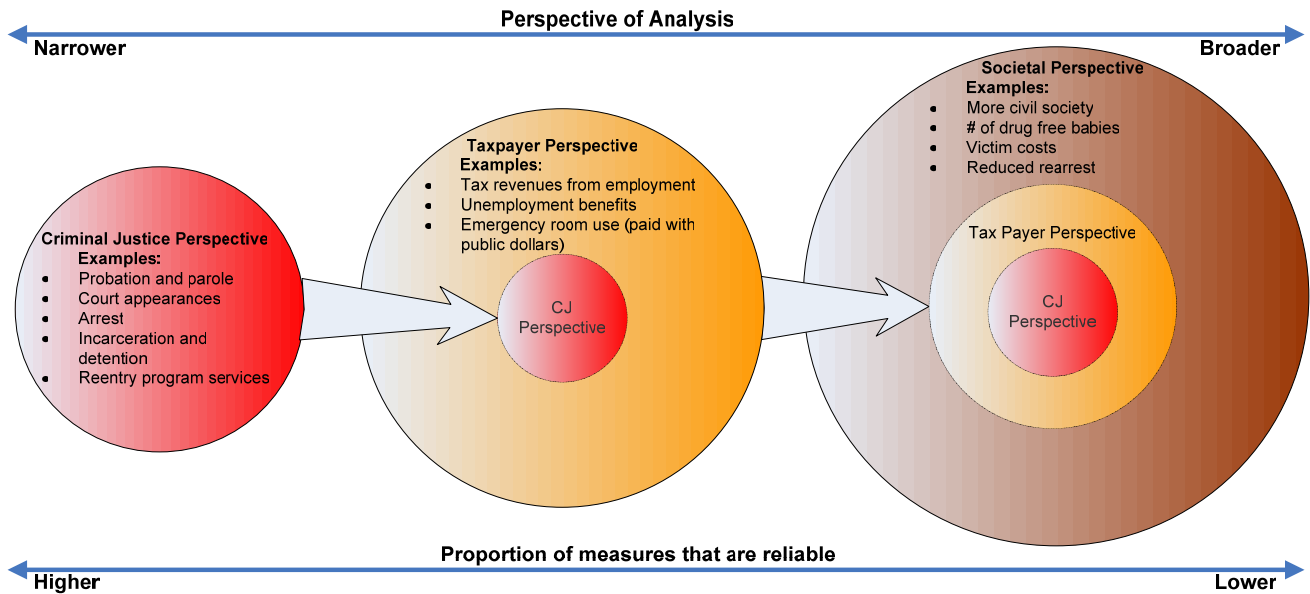 Perspective of Analysis
Narrower
Broader
Criminal Justice Perspective
Examples:
• Probation and parole
• Court appearances
• Arrest
• Incarceration and
detention
• Reentry program services
Taxpayer Perspective
Examples:
• Tax revenues from employment
• Unemployment benefits
• Emergency room use (paid with
public dollars)
CJ
Perspective
Societal Perspective
Examples:
• More civil society
• # of drug free babies
• Victim costs
• Reduced rearrest
Tax Payer Perspective
CJ
Perspective
Proportion of measures that are reliable
Higher
Lower